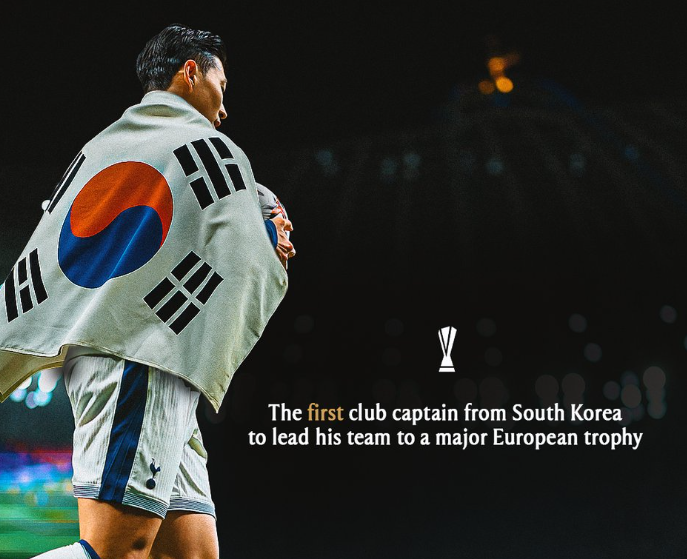 The first club captain from South Korea
to lead his team to a major European trophy